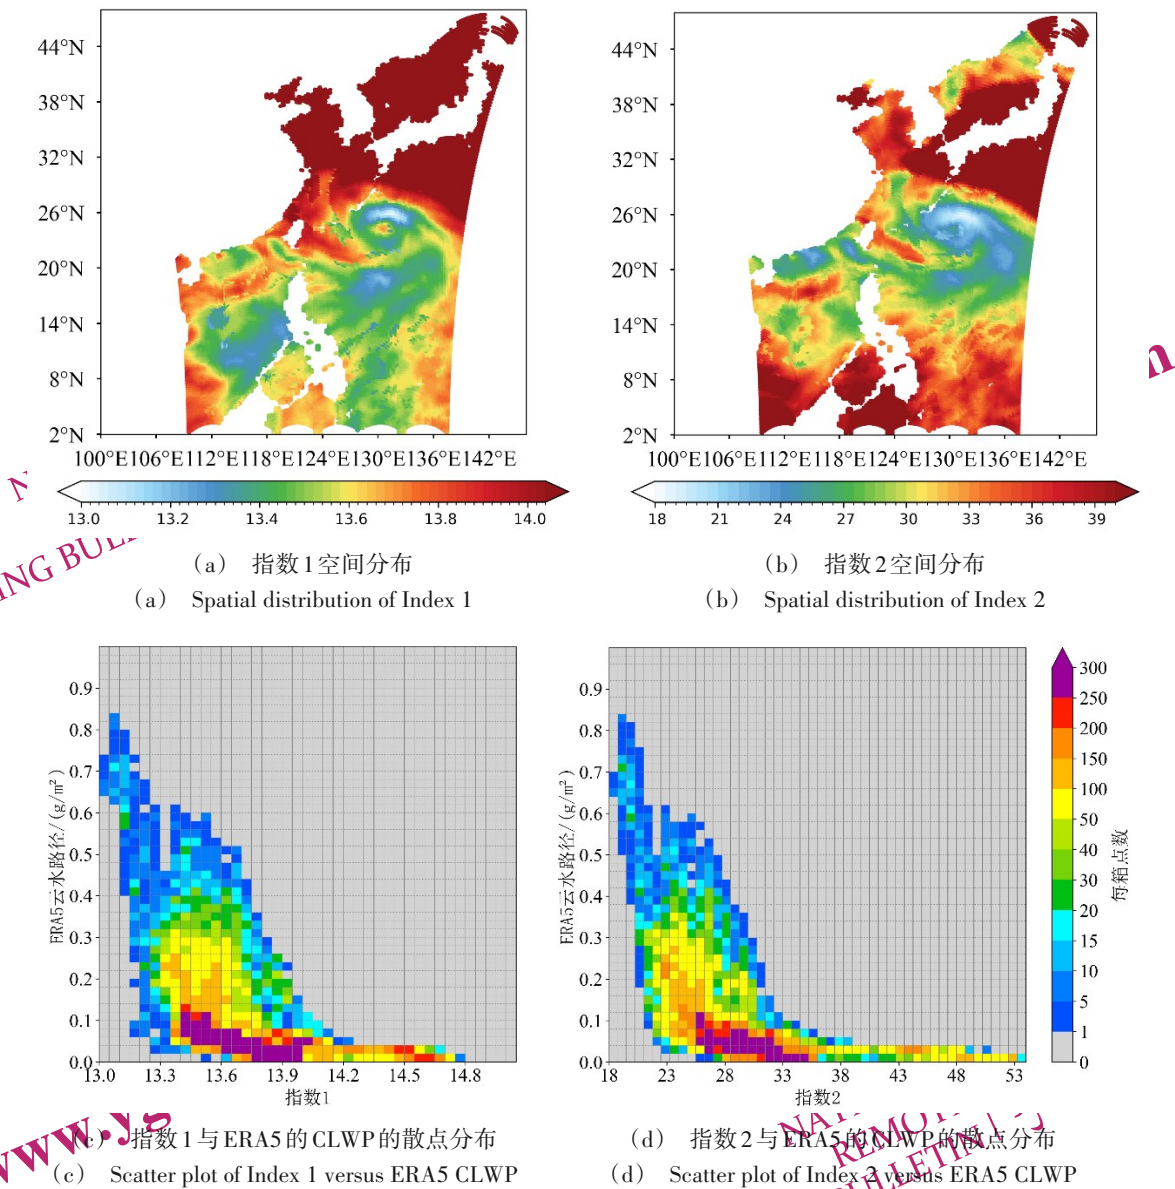 44°N 44°N
38°N 38°N
32°N 32°N
26°N 26°N
20°N 20°N
14°N 14°N
8°N 8°N
2°N 2°N
100°E106°E112°E118°E124°E130°E136°E142°E 100°E106°E112°E118°E124°E130°E136°E142°E
13.0 13.2 13.4 13.6 13.8 14.0 18 21 24 27 30 33 36 39
(a) 指数1空间分布 (b) 指数2空间分布
(a) Spatial distribution of Index 1 (b) Spatial distribution of Index 2
ERA5云水路径/(g/m²)
0.9
0.8
0.7
0.6
0.5
0.4
0.3
0.2
0.1
0.0
13.0 13.3 13.6 13.9 14.2 14.5 14.8
指数1
ERA5云水路径/(g/m²)
0.9
0.8
0.7
0.6
0.5
0.4
0.3
0.2
0.1
0.0
18 23 28 33 38 43 48 53
指数2
300
250
200
150
100
50
40
30
20
15
10
5
1
0
每箱点数
(c) 指数1与ERA5的CLWP的散点分布 (d) 指数2与ERA5的CLWP的散点分布
(c) Scatter plot of Index 1 versus ERA5 CLWP (d) Scatter plot of Index 2 versus ERA5 CLWP